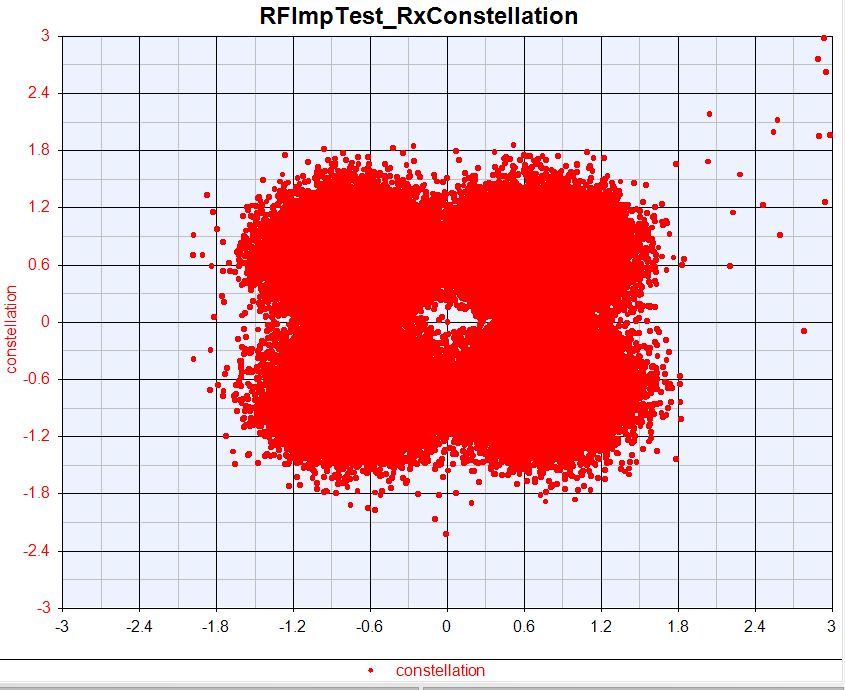 RFImpTest_RxConstellation
3
2.4
1.8
1.2
0.6
0
-0.6
-1.2
-1.8
-2.4
-3
constellation
-3 -2.4 -1.8 -1.2 -0.6 0 0.6 1.2 1.8 2.4 3
constellation